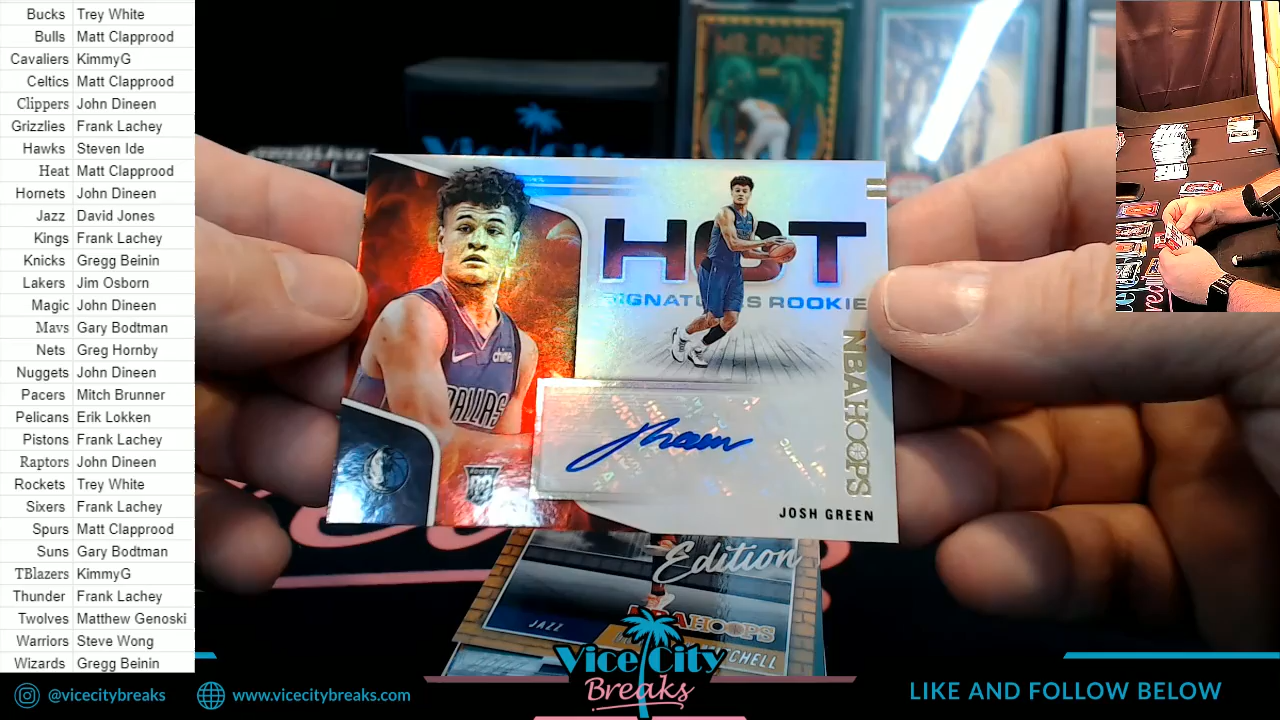 Bucks Trey White
Bulls Matt Clapprood
Cavaliers KimmyG
Celtics Matt Clapprood
Clippers John Dineen
Grizzlies Frank Lachey
Hawks Steven Ide
Heat Matt Clapprood
Hornets John Dineen
Jazz David Jones
Kings Frank Lachey
Knicks Gregg Beinin
Lakers Jim Osborn
Magic John Dineen
Mavs Gary Bodtman
Nets Greg Hornby
Nuggets John Dineen
Pacers Mitch Brunner
Pelicans Erik Lokken
Pistons Frank Lachey
Raptors John Dineen
Rockets Trey White
Sixers Frank Lachey
Spurs Matt Clapprood
Suns Gary Bodtman
TBlazers KimmyG
Thunder Frank Lachey
Twolves Matthew Genoski
Warriors Steve Wong
Wizards Gregg Beinin
HOT
ROOKIE
NBA HOOPS
chime
DALLAS
JOSH GREEN
Edition
JAZZ
NBA HOOPS
Vice City
Breaks
@vicecitybreaks
www.vicecitybreaks.com
LIKE AND FOLLOW BELOW